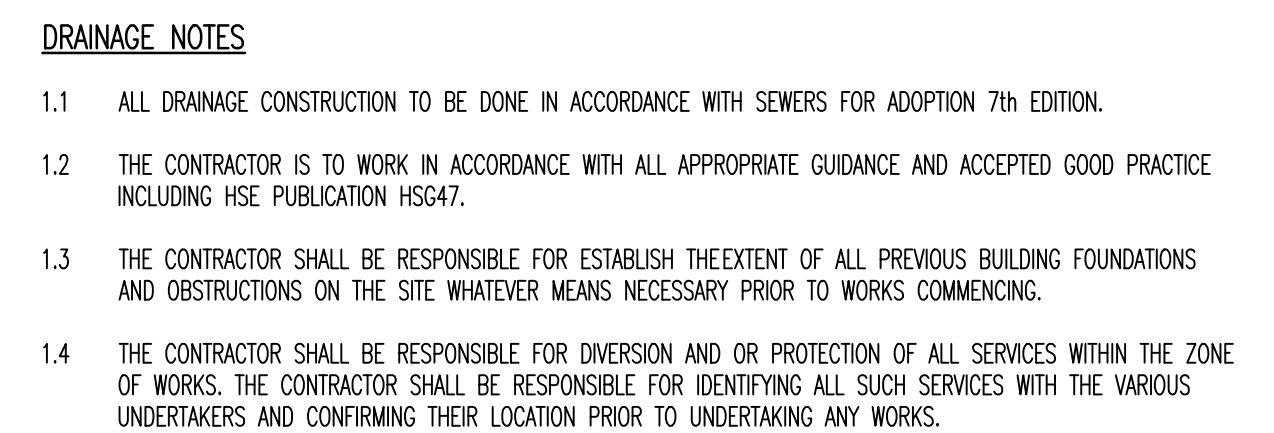 DRAINAGE NOTES
1.1 ALL DRAINAGE CONSTRUCTION TO BE DONE IN ACCORDANCE WITH SEWERS FOR ADOPTION 7th EDITION.
1.2 THE CONTRACTOR IS TO WORK IN ACCORDANCE WITH ALL APPROPRIATE GUIDANCE AND ACCEPTED GOOD PRACTICE
INCLUDING HSE PUBLICATION HSG47.
1.3 THE CONTRACTOR SHALL BE RESPONSIBLE FOR ESTABLISH THE EXTENT OF ALL PREVIOUS BUILDING FOUNDATIONS
AND OBSTRUCTIONS ON THE SITE WHATEVER MEANS NECESSARY PRIOR TO WORKS COMMENCING.
1.4 THE CONTRACTOR SHALL BE RESPONSIBLE FOR DIVERSION AND OR PROTECTION OF ALL SERVICES WITHIN THE ZONE
OF WORKS. THE CONTRACTOR SHALL BE RESPONSIBLE FOR IDENTIFYING ALL SUCH SERVICES WITH THE VARIOUS
UNDERTAKERS AND CONFIRMING THEIR LOCATION PRIOR TO UNDERTAKING ANY WORKS.